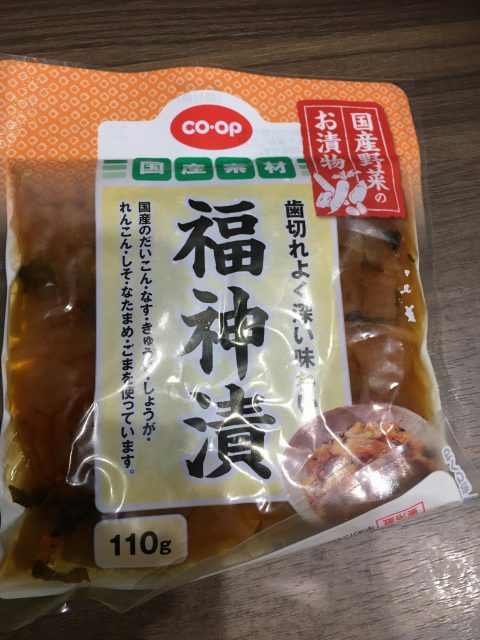 CO·OP
国産素材
国産野菜の
お漬物
歯切れよく深い味わい
福神漬
国産のだいこん・なす・きゅうり・しょうが・
れんこん・しそ・なたまめ・ごまを使っています。
110g